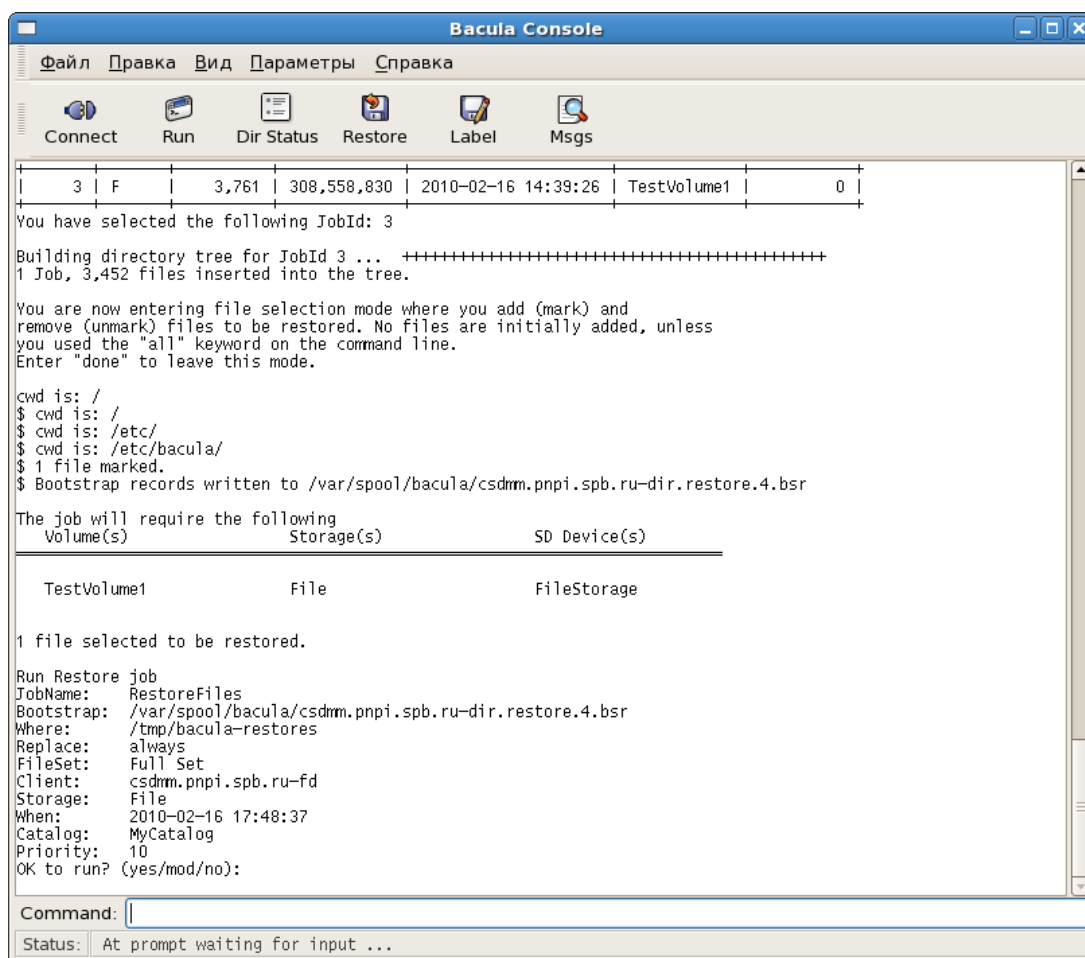 Bacula Console
Файл Правка Вид Параметры Справка
Connect Run Dir Status Restore Label Msgs
+-------+-------+----------+-------------+---------------------+-------------+-----------+
| 3 | F | 3,761 | 308,558,830 | 2010-02-16 14:39:26 | TestVolume1 | 0 |
+-------+-------+----------+-------------+---------------------+-------------+-----------+
You have selected the following JobId: 3
Building directory tree for JobId 3 ... +++++++++++++++++++++++++++++++++++++++++++
1 Job, 3,452 files inserted into the tree.
You are now entering file selection mode where you add (mark) and
remove (unmark) files to be restored. No files are initially added, unless
you used the "all" keyword on the command line.
Enter "done" to leave this mode.
cwd is: /
$ cwd is: /
$ cwd is: /etc/
$ cwd is: /etc/bacula/
$ 1 file marked.
$ Bootstrap records written to /var/spool/bacula/csdmm.pnpi.spb.ru-dir.restore.4.bsr
The job will require the following
Volume(s) Storage(s) SD Device(s)
TestVolume1 File FileStorage
1 file selected to be restored.
Run Restore job
JobName: RestoreFiles
Bootstrap: /var/spool/bacula/csdmm.pnpi.spb.ru-dir.restore.4.bsr
Where: /tmp/bacula-restores
Replace: always
FileSet: Full Set
Client: csdmm.pnpi.spb.ru-fd
Storage: File
When: 2010-02-16 17:48:37
Catalog: MyCatalog
Priority: 10
OK to run? (yes/mod/no):
Command:
Status: At prompt waiting for input ...